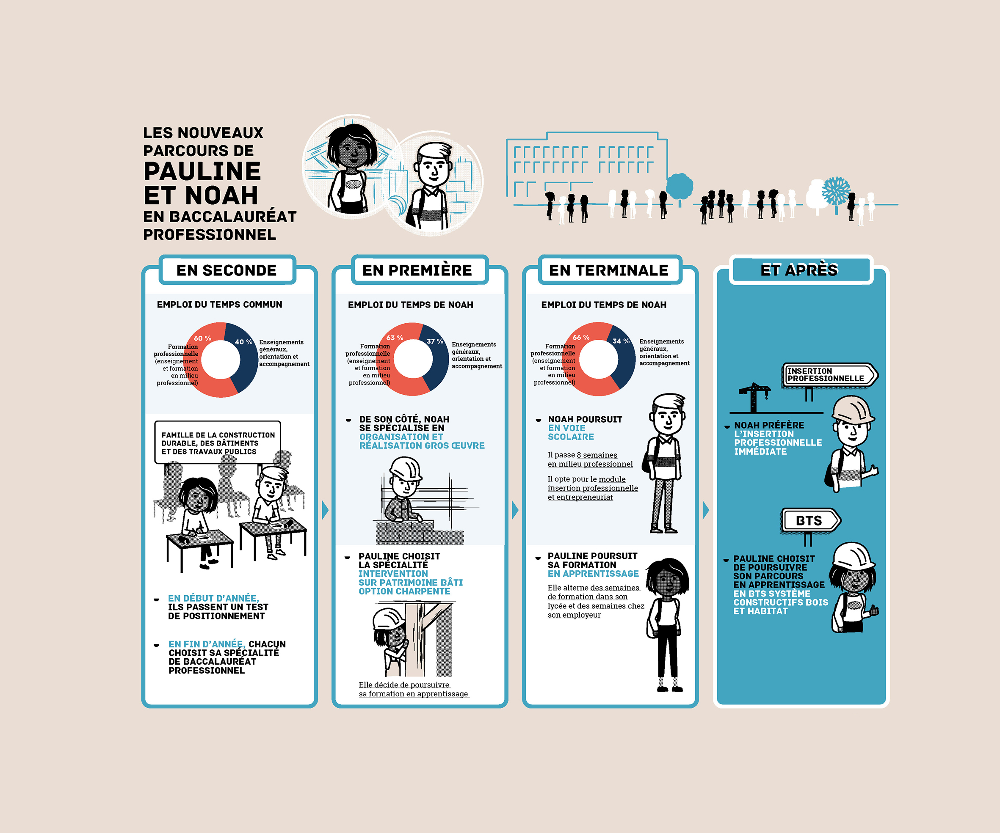 LES NOUVEAUX
PARCOURS DE
PAULINE
ET NOAH
EN BACCALAURÉAT
PROFESSIONNEL
EN SECONDE
EMPLOI DU TEMPS COMMUN
60 %
40 %
Formation
professionnelle
(enseignement
et formation
en milieu
professionnel)
Enseignements
généraux,
orientation et
accompagnement
FAMILLE DE LA CONSTRUCTION
DURABLE, DES BÂTIMENTS
ET DES TRAVAUX PUBLICS
EN DÉBUT D'ANNÉE,
ILS PASSENT UN TEST
DE POSITIONNEMENT
EN FIN D'ANNÉE, CHACUN
CHOISIT SA SPÉCIALITÉ
DE BACCALAURÉAT
PROFESSIONNEL
EN PREMIÈRE
EMPLOI DU TEMPS DE NOAH
63 %
37 %
Formation
professionnelle
(enseignement
et formation
en milieu
professionnel)
Enseignements
généraux,
orientation et
accompagnement
DE SON CÔTÉ, NOAH
SE SPÉCIALISE EN
ORGANISATION ET
RÉALISATION GROS ŒUVRE
PAULINE CHOISIT
LA SPÉCIALITÉ
INTERVENTION
SUR PATRIMOINE BÂTI
OPTION CHARPENTE
Elle décide de poursuivre
sa formation en apprentissage
EN TERMINALE
EMPLOI DU TEMPS DE NOAH
66 %
34 %
Formation
professionnelle
(enseignement
et formation
en milieu
professionnel)
Enseignements
généraux,
orientation et
accompagnement
NOAH POURSUIT
EN VOIE
SCOLAIRE
Il passe 8 semaines
en milieu professionnel
Il opte pour le module
insertion professionnelle
et entrepreneuriat
PAULINE POURSUIT
SA FORMATION
EN APPRENTISSAGE
Elle alterne des semaines
de formation dans son
lycée et des semaines chez
son employeur
ET APRÈS
ET APRÈS
INSERTION
PROFESSIONNELLE
NOAH PRÉFÈRE
L'INSERTION
PROFESSIONNELLE
IMMÉDIATE
BTS
PAULINE CHOISIT
DE POURSUIVRE
SON PARCOURS
EN APPRENTISSAGE
EN BTS SYSTÈME
CONSTRUCTIFS BOIS
ET HABITAT